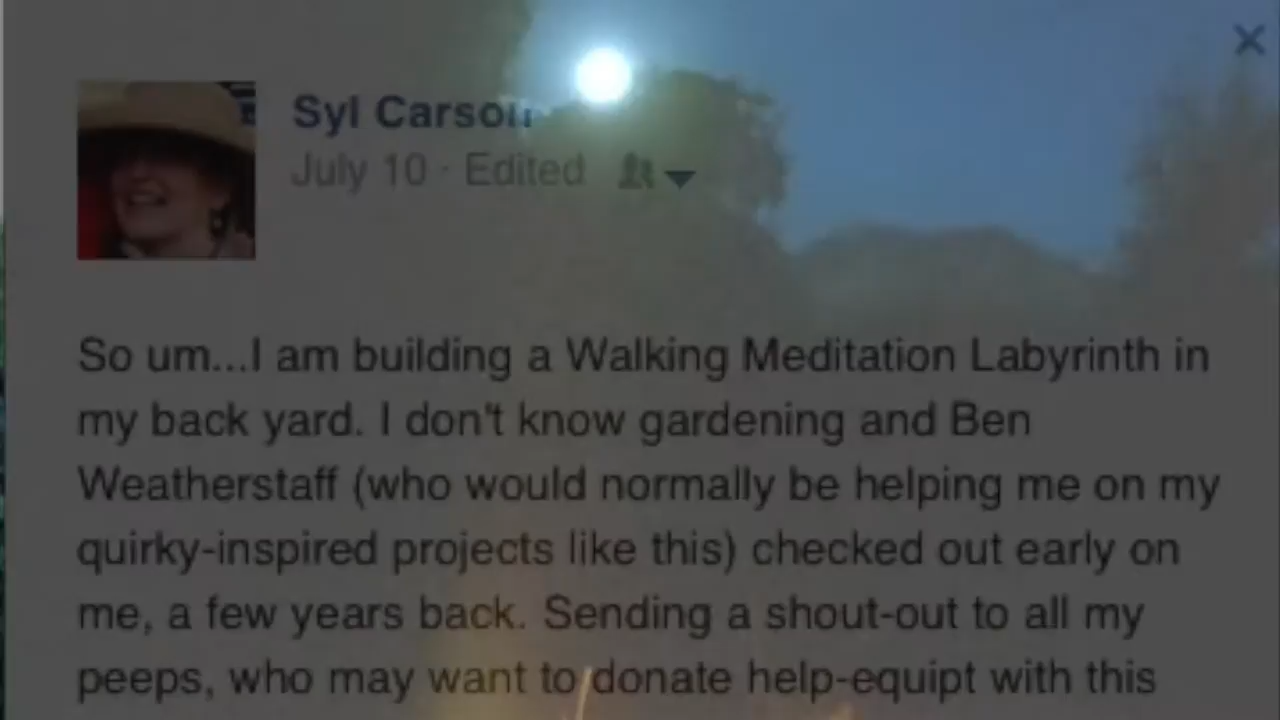 Syl Carson
July 10 · Edited
So um...I am building a Walking Meditation Labyrinth in
my back yard. I don't know gardening and Ben
Weatherstaff (who would normally be helping me on my
quirky-inspired projects like this) checked out early on
me, a few years back. Sending a shout-out to all my
peeps, who may want to donate help-equipt with this